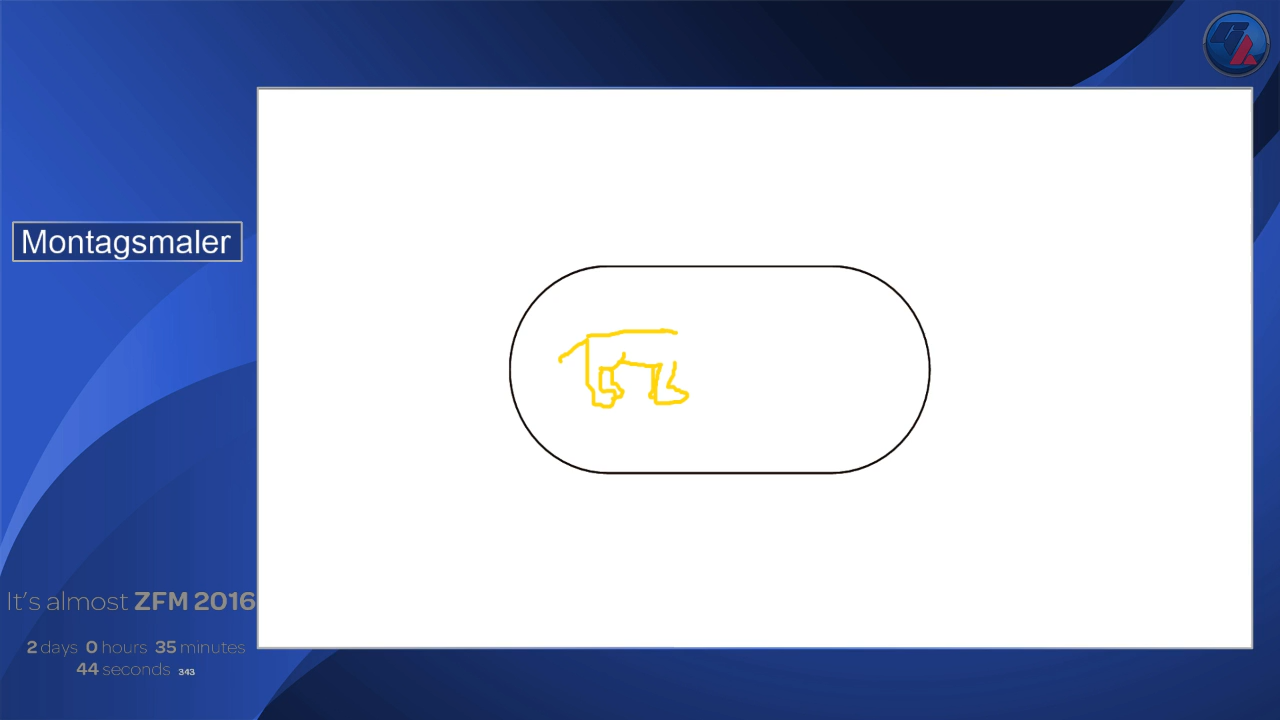 Montagsmaler
It's almost ZFM 2016
2 days 0 hours 35 minutes
44 seconds 343